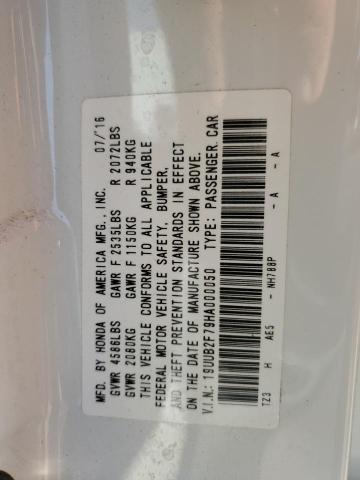 MFD. BY HONDA OF AMERICA MFG., INC. 07/'16
GVWR 4586LBS GAWR F 2535LBS R 2072LBS
GVWR 2080KG GAWR F 1150KG R 940KG
THIS VEHICLE CONFORMS TO ALL APPLICABLE
FEDERAL MOTOR VEHICLE SAFETY, BUMPER,
AND THEFT PREVENTION STANDARDS IN EFFECT
ON THE DATE OF MANUFACTURE SHOWN ABOVE.
V.I.N.: 19UUB2F79HA000050 TYPE: PASSENGER CAR
TZ3 H AE5 - NH788P - A - A